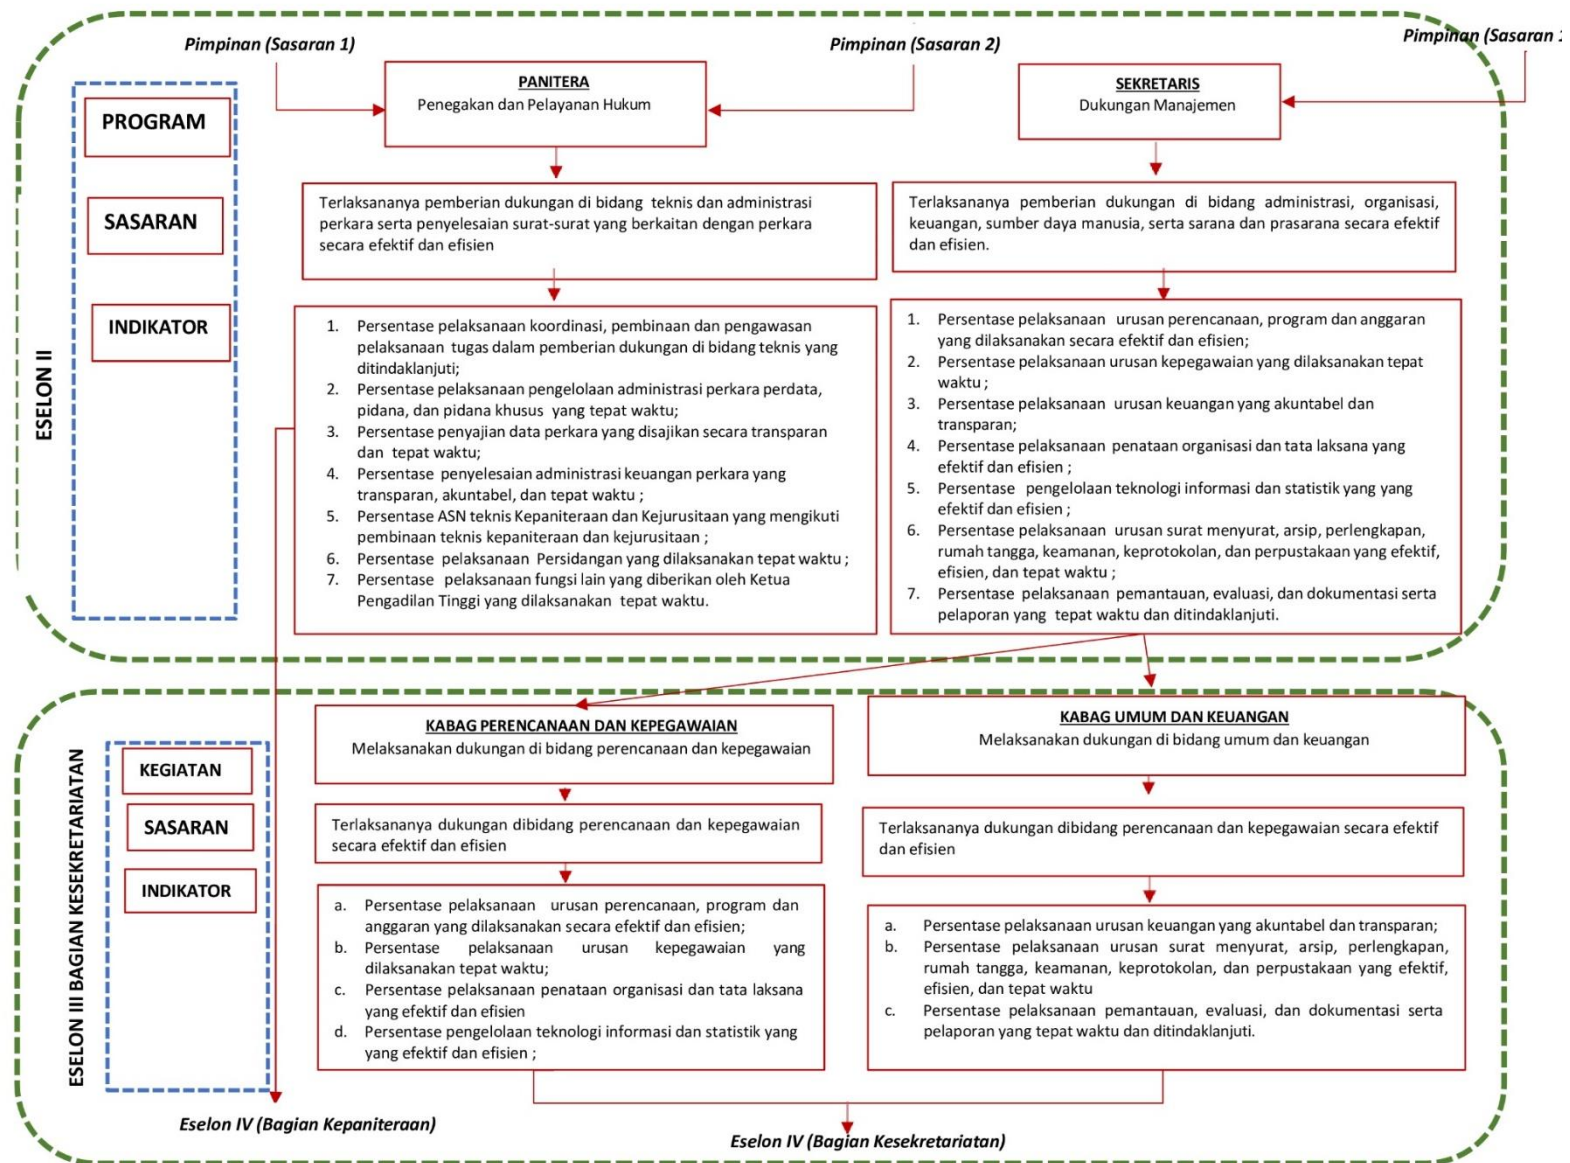 Pimpinan (Sasaran 1)
Pimpinan (Sasaran 2)
Pimpinan (Sasaran
ESELON II
PROGRAM
SASARAN
INDIKATOR
PANITERA
Penegakan dan Pelayanan Hukum
Terlaksananya pemberian dukungan di bidang teknis dan administrasi
perkara serta penyelesaian surat-surat yang berkaitan dengan perkara
secara efektif dan efisien
1. Persentase pelaksanaan koordinasi, pembinaan dan pengawasan
pelaksanaan tugas dalam pemberian dukungan di bidang teknis yang
ditindaklanjuti;
2. Persentase pelaksanaan pengelolaan administrasi perkara perdata,
pidana, dan pidana khusus yang tepat waktu;
3. Persentase penyajian data perkara yang disajikan secara transparan
dan tepat waktu;
4. Persentase penyelesaian administrasi keuangan perkara yang
transparan, akuntabel, dan tepat waktu ;
5. Persentase ASN teknis Kepaniteraan dan Kejurusitaan yang mengikuti
pembinaan teknis kepaniteraan dan kejurusitaan ;
6. Persentase pelaksanaan Persidangan yang dilaksanakan tepat waktu ;
7. Persentase pelaksanaan fungsi lain yang diberikan oleh Ketua
Pengadilan Tinggi yang dilaksanakan tepat waktu.
SEKRETARIS
Dukungan Manajemen
Terlaksananya pemberian dukungan di bidang administrasi, organisasi,
keuangan, sumber daya manusia, serta sarana dan prasarana secara efektif
dan efisien.
1. Persentase pelaksanaan urusan perencanaan, program dan anggaran
yang dilaksanakan secara efektif dan efisien;
2. Persentase pelaksanaan urusan kepegawaian yang dilaksanakan tepat
waktu ;
3. Persentase pelaksanaan urusan keuangan yang akuntabel dan
transparan;
4. Persentase pelaksanaan penataan organisasi dan tata laksana yang
efektif dan efisien ;
5. Persentase pengelolaan teknologi informasi dan statistik yang yang
efektif dan efisien ;
6. Persentase pelaksanaan urusan surat menyurat, arsip, perlengkapan,
rumah tangga, keamanan, keprotokolan, dan perpustakaan yang efektif,
efisien, dan tepat waktu ;
7. Persentase pelaksanaan pemantauan, evaluasi, dan dokumentasi serta
pelaporan yang tepat waktu dan ditindaklanjuti.
ESELON III BAGIAN KESEKRETARIATAN
KEGIATAN
SASARAN
INDIKATOR
KABAG PERENCANAAN DAN KEPEGAWAIAN
Melaksanakan dukungan di bidang perencanaan dan kepegawaian
Terlaksananya dukungan dibidang perencanaan dan kepegawaian
secara efektif dan efisien
a. Persentase pelaksanaan urusan perencanaan, program dan
anggaran yang dilaksanakan secara efektif dan efisien;
b. Persentase pelaksanaan urusan kepegawaian yang
dilaksanakan tepat waktu;
c. Persentase pelaksanaan penataan organisasi dan tata laksana
yang efektif dan efisien
d. Persentase pengelolaan teknologi informasi dan statistik yang
yang efektif dan efisien ;
KABAG UMUM DAN KEUANGAN
Melaksanakan dukungan di bidang umum dan keuangan
Terlaksananya dukungan dibidang perencanaan dan kepegawaian secara efektif
dan efisien
a. Persentase pelaksanaan urusan keuangan yang akuntabel dan transparan;
b. Persentase pelaksanaan urusan surat menyurat, arsip, perlengkapan,
rumah tangga, keamanan, keprotokolan, dan perpustakaan yang efektif,
efisien, dan tepat waktu
c. Persentase pelaksanaan pemantauan, evaluasi, dan dokumentasi serta
pelaporan yang tepat waktu dan ditindaklanjuti.
Eselon IV (Bagian Kepaniteraan)
Eselon IV (Bagian Kesekretariatan)